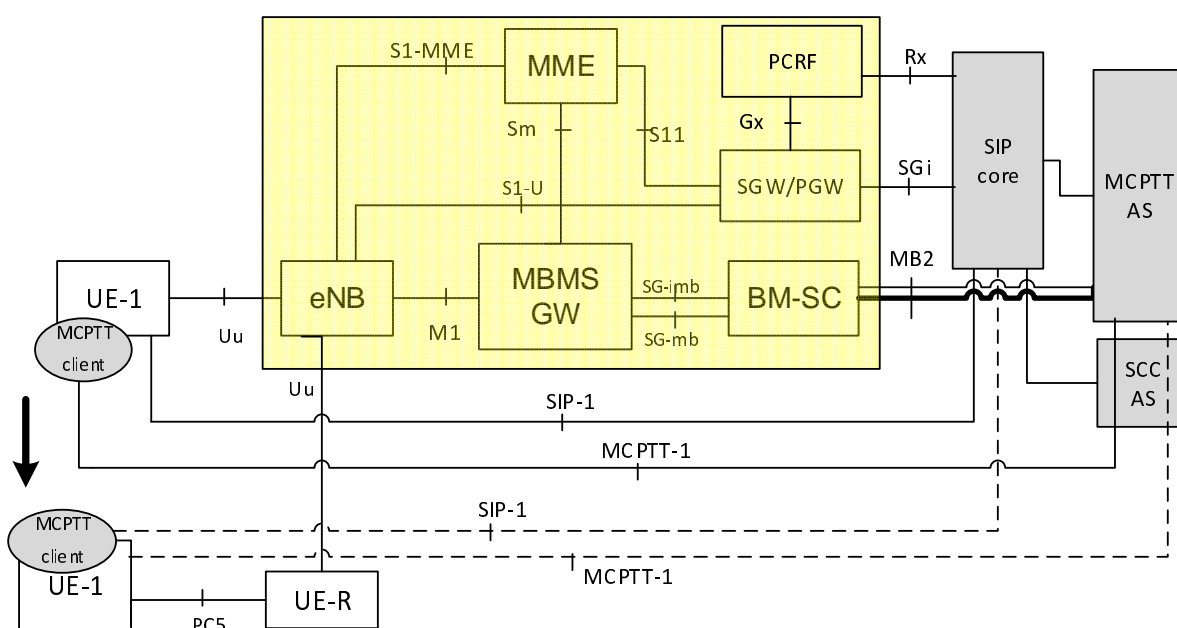 S1-MME
MME
PCRF
Rx
Sm
S11
Gx
SIP
core
MCPTT
AS
S1-U
SGW/PGW
SGi
MB2
UE-1
MCPTT
client
Uu
eNB
M1
MBMS
GW
SG-imb
SG-mb
BM-SC
SCC
AS
Uu
SIP-1
MCPTT-1
SIP-1
MCPTT-1
MCPTT
client
UE-1
PC5
UE-R